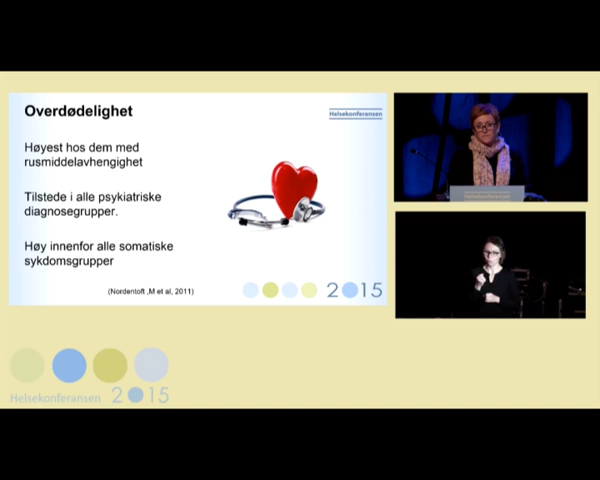 Overdødelighet
Helsekonferansen
Høyest hos dem med
rusmiddelavhengighet
Tilstede i alle psykiatriske
diagnosegrupper.
Høy innenfor alle somatiske
sykdomsgrupper
(Nordentoft ,M et al, 2011)
2015
Helsekonferansen
Helsekonferansen 2015